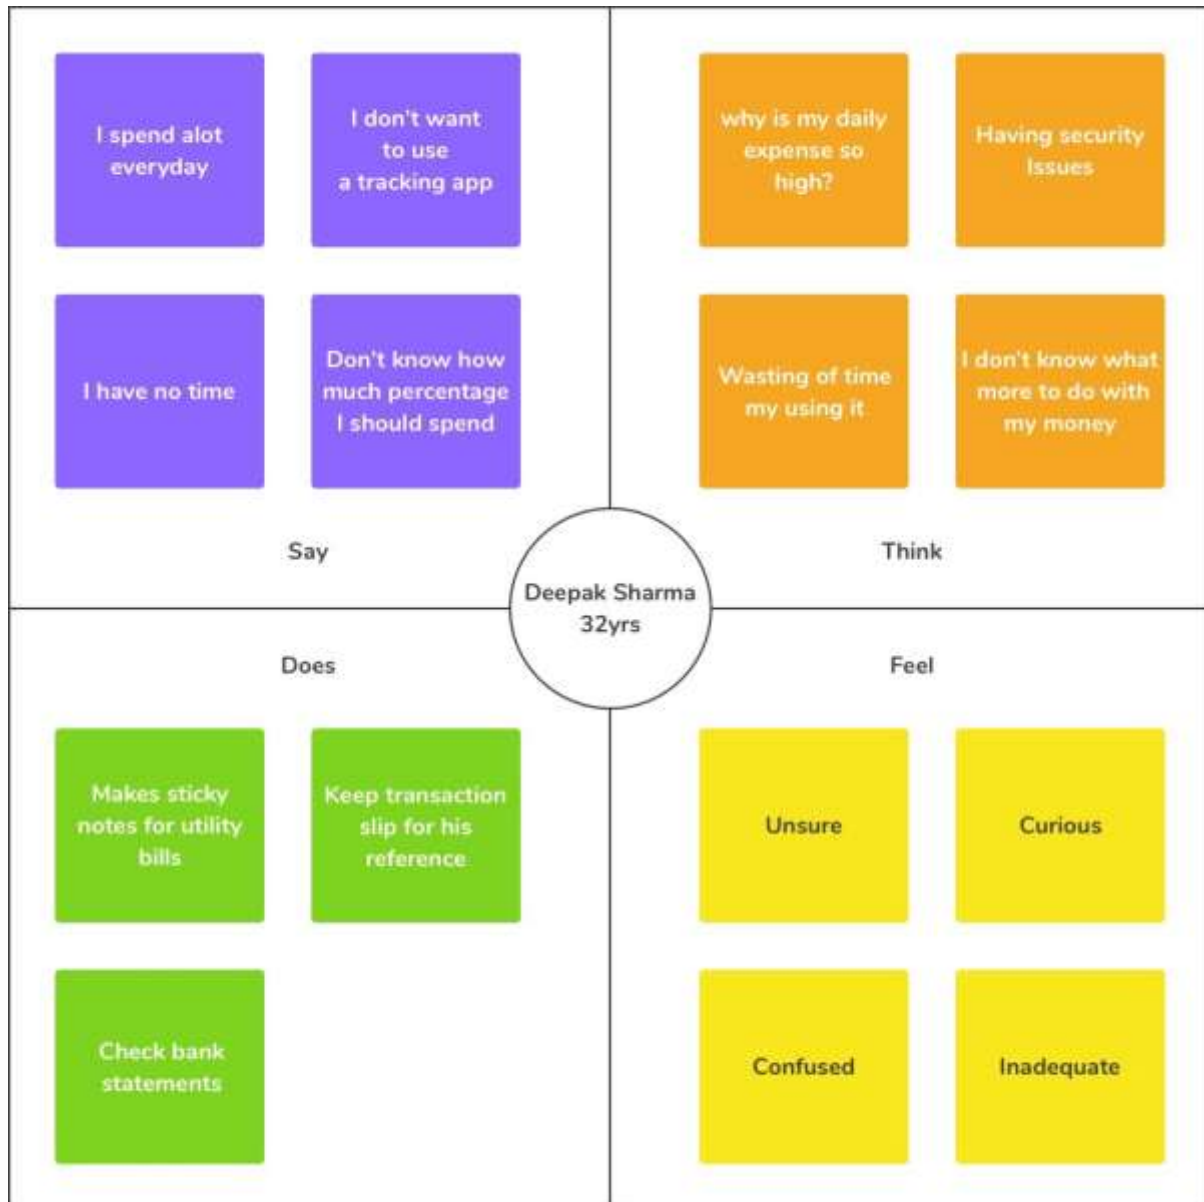 I spend alot
everyday
I don't want
to use
a tracking app
I have no time
Don't know how
much percentage
I should spend
Say
why is my daily
expense so
high?
Having security
Issues
Wasting of time
my using it
I don't know what
more to do with
my money
Think
Deepak Sharma
32yrs
Does
Makes sticky
notes for utility
bills
Keep transaction
slip for his
reference
Check bank
statements
Feel
Unsure
Curious
Confused
Inadequate